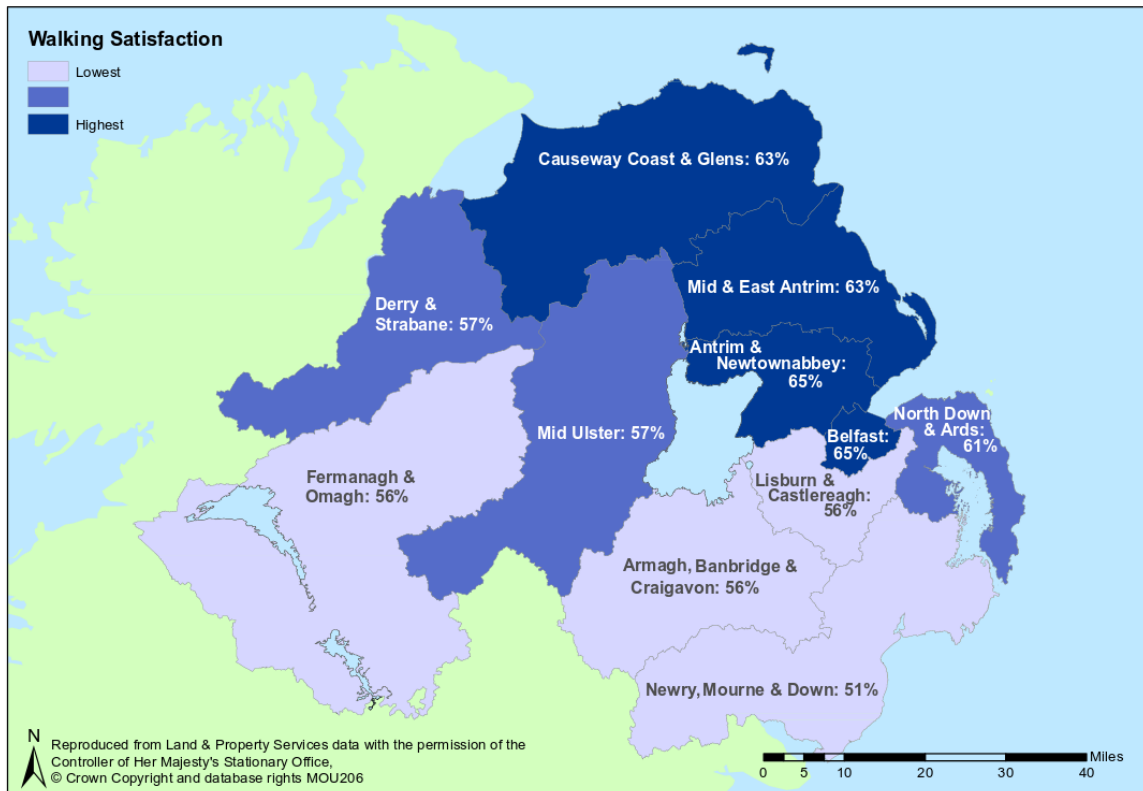 Walking Satisfaction
Lowest
Highest
Causeway Coast & Glens: 63%
Mid & East Antrim: 63%
Derry &
Strabane: 57%
Antrim &
Newtownabbey:
65%
North Down
& Ards:
61%
Mid Ulster: 57%
Belfast:
65%
Fermanagh &
Omagh: 56%
Lisburn &
Castlereagh:
56%
Armagh, Banbridge &
Craigavon: 56%
Newry, Mourne & Down: 51%
N
Reproduced from Land & Property Services data with the permission of the
Controller of Her Majesty's Stationary Office,
© Crown Copyright and database rights MOU206
Miles
0 5 10 20 30 40